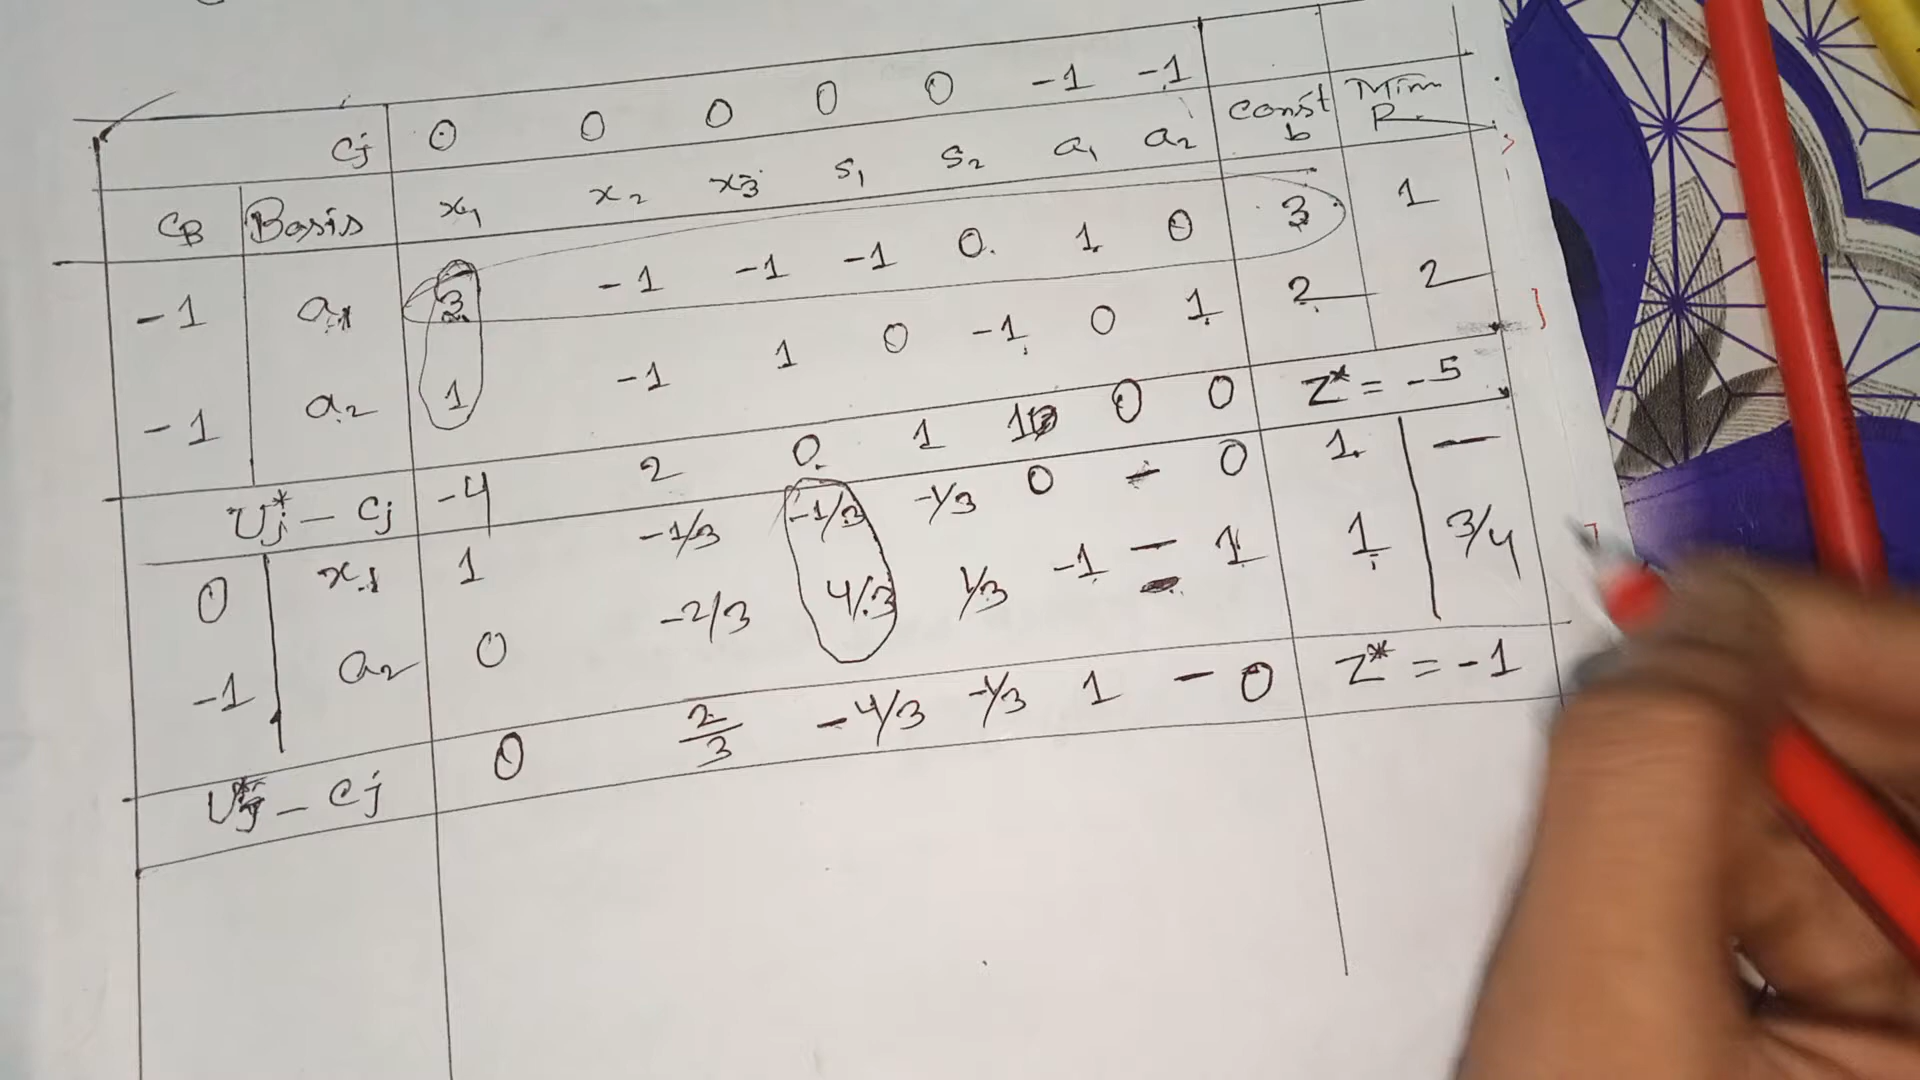 Cj 0 0 0 0 0 -1 -1
CB Basis x1 x2 x3 s1 s2 a1 a2 Const b Min R.
-1 a1 3 -1 -1 -1 0 1 0 3 1
-1 a2 1 -1 1 0 -1 0 1 2 2
Uj* - Cj -4 2 0 1 1 0 0 Z* = -5
0 x1 1 -1/3 -1/3 -1/3 0 - 0 1 -
-1 a2 0 -2/3 4/3 1/3 -1 - 1 1 3/4
Uj* - Cj 0 2/3 -4/3 -1/3 1 - 0 Z* = -1